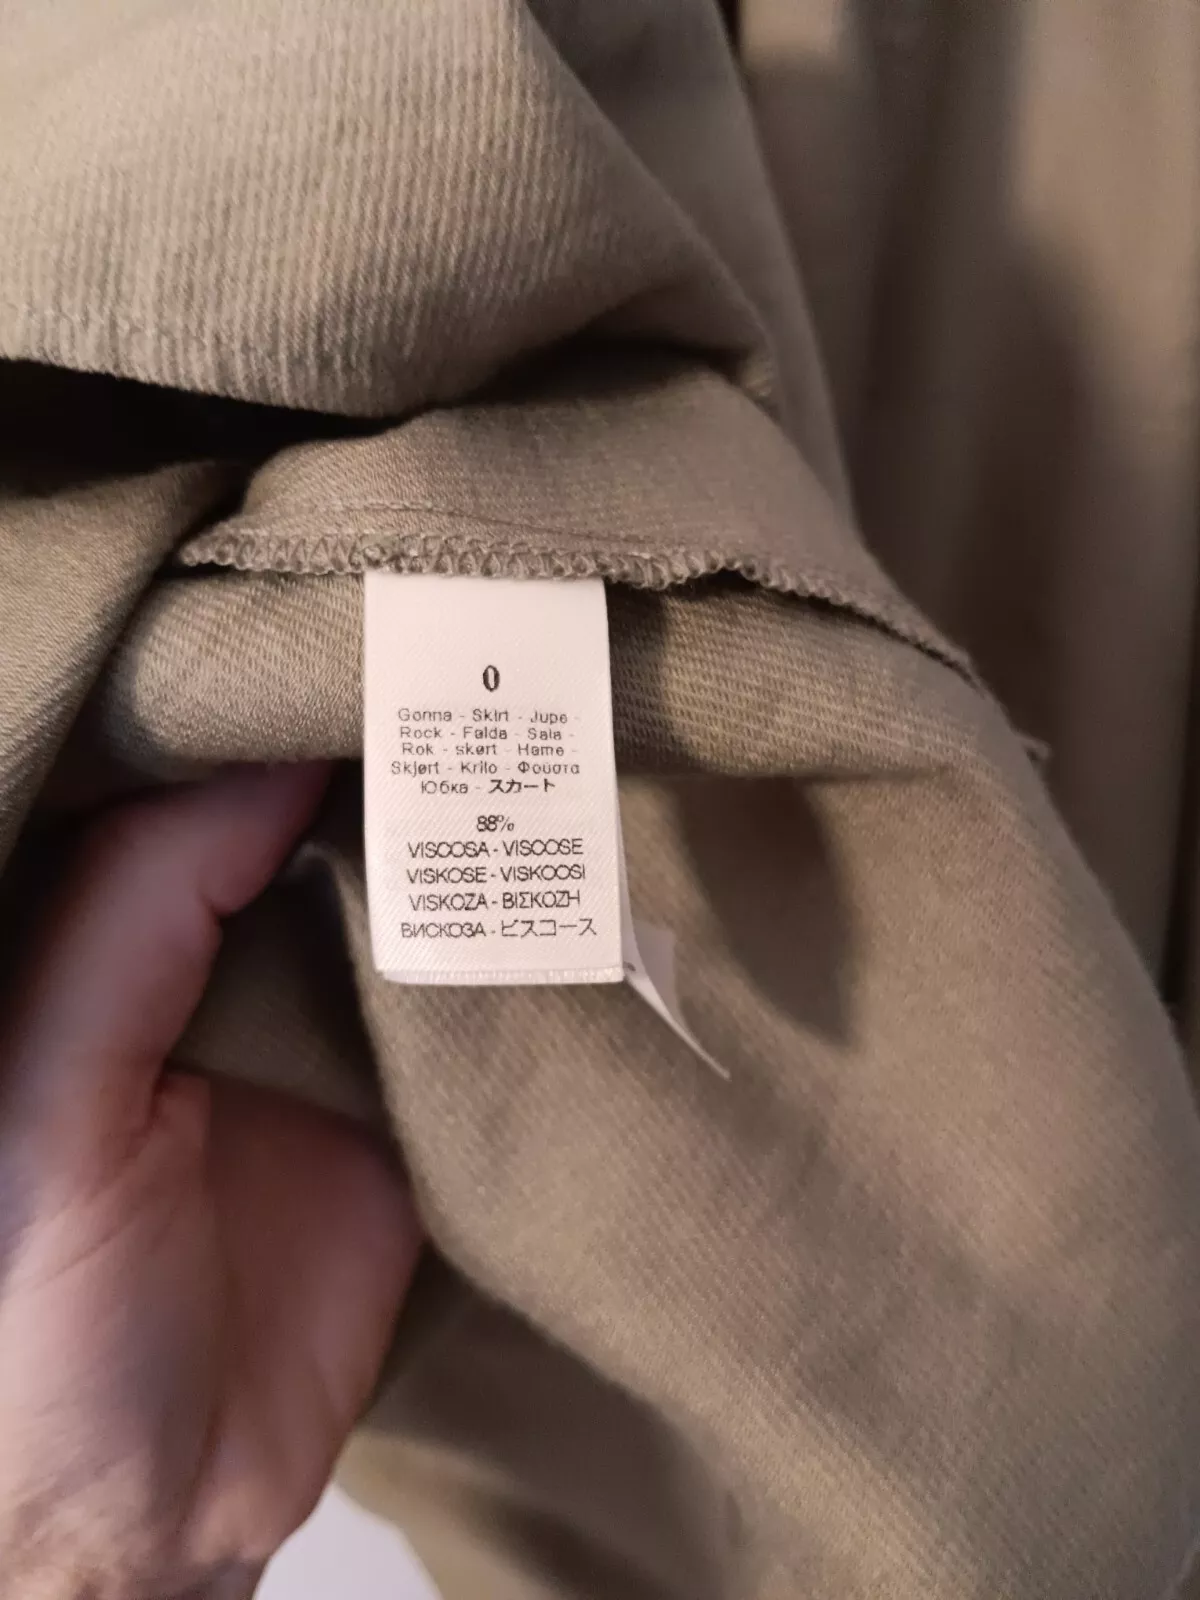 0
Gonna - Skirt - Jupe -
Rock - Falda - Saia -
Rok - skørt - Hame -
Skjørt - Krilo - Φούστα
Юбка - スカート
88%
VISCOSA - VISCOSE
VISKOSE - VISKOOSI
VISKOZA - ΒΙΣΚΟΖΗ
ВИСКОЗА - ビスコース